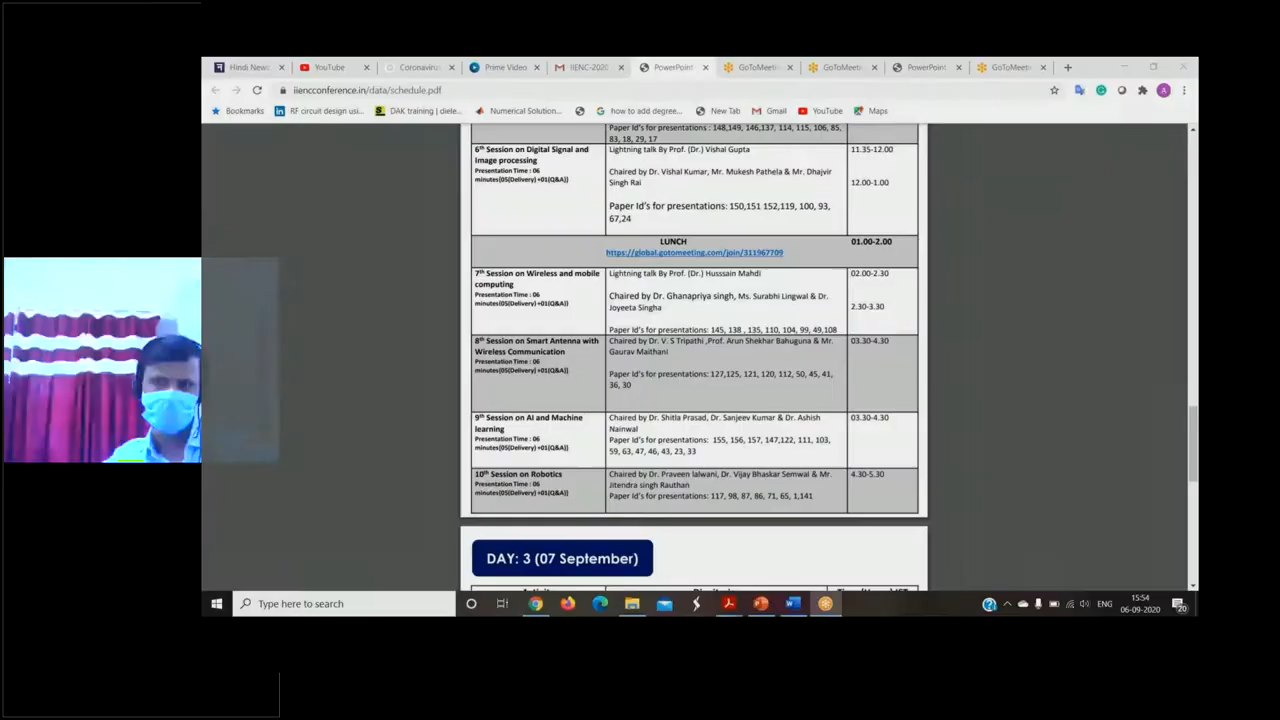 Hindi News
YouTube
Coronavirus
Prime Video
IIENC-2020
PowerPoint
GoToMeeti
GoToMeeti
PowerPoint
GoToMeeti
iiencconference.in/data/schedule.pdf
Bookmarks
RF circuit design usi...
DAK training | diele...
Numerical Solution...
how to add degree...
New Tab
Gmail
YouTube
Maps
Paper Id's for presentations : 148,149, 146,137, 114, 115, 106, 85,
83, 18, 29, 17
6th Session on Digital Signal and
Image processing
Presentation Time : 06
minutes(05(Delivery) +01(Q&A))
Lightning talk By Prof. (Dr.) Vishal Gupta
Chaired by Dr. Vishal Kumar, Mr. Mukesh Pathela & Mr. Dhajvir
Singh Rai
Paper Id's for presentations: 150,151 152,119, 100, 93,
67,24
11.35-12.00
12.00-1.00
LUNCH
https://global.gotomeeting.com/join/311967709
01.00-2.00
7th Session on Wireless and mobile
computing
Presentation Time : 06
minutes(05(Delivery) +01(Q&A))
Lightning talk By Prof. (Dr.) Husssain Mahdi
Chaired by Dr. Ghanapriya singh, Ms. Surabhi Lingwal & Dr.
Joyeeta Singha
Paper Id's for presentations: 145, 138 , 135, 110, 104, 99, 49,108
02.00-2.30
2.30-3.30
8th Session on Smart Antenna with
Wireless Communication
Presentation Time : 06
minutes(05(Delivery) +01(Q&A))
Chaired by Dr. V. S Tripathi ,Prof. Arun Shekhar Bahuguna & Mr.
Gaurav Maithani
Paper Id's for presentations: 127,125, 121, 120, 112, 50, 45, 41,
36, 30
03.30-4.30
9th Session on AI and Machine
learning
Presentation Time : 06
minutes(05(Delivery) +01(Q&A))
Chaired by Dr. Shitla Prasad, Dr. Sanjeev Kumar & Dr. Ashish
Nainwal
Paper Id's for presentations: 155, 156, 157, 147,122, 111, 103,
59, 63, 47, 46, 43, 23, 33
03.30-4.30
10th Session on Robotics
Presentation Time : 06
minutes(05(Delivery) +01(Q&A))
Chaired by Dr. Praveen lalwani, Dr. Vijay Bhaskar Semwal & Mr.
Jitendra singh Rauthan
Paper Id's for presentations: 117, 98, 87, 86, 71, 65, 1,141
4.30-5.30
DAY: 3 (07 September)
Type here to search
ENG
15:54
06-09-2020
20